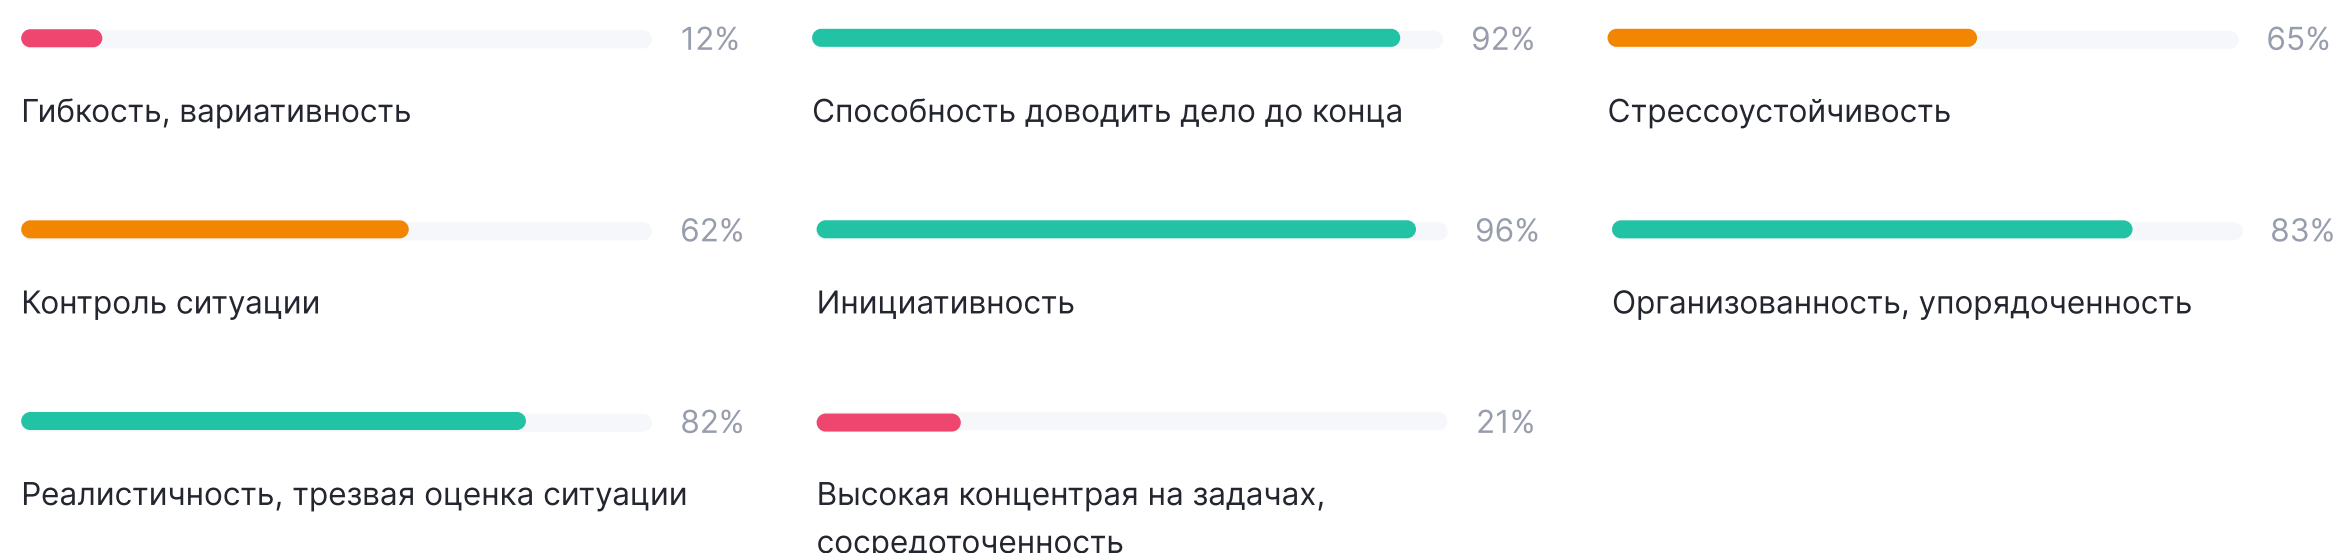 12%
92%
65%
Гибкость, вариативность
Способность доводить дело до конца
Стрессоустойчивость
62%
96%
83%
Контроль ситуации
Инициативность
Организованность, упорядоченность
82%
21%
Реалистичность, трезвая оценка ситуации
Высокая концентрая на задачах,
сосредоточенность